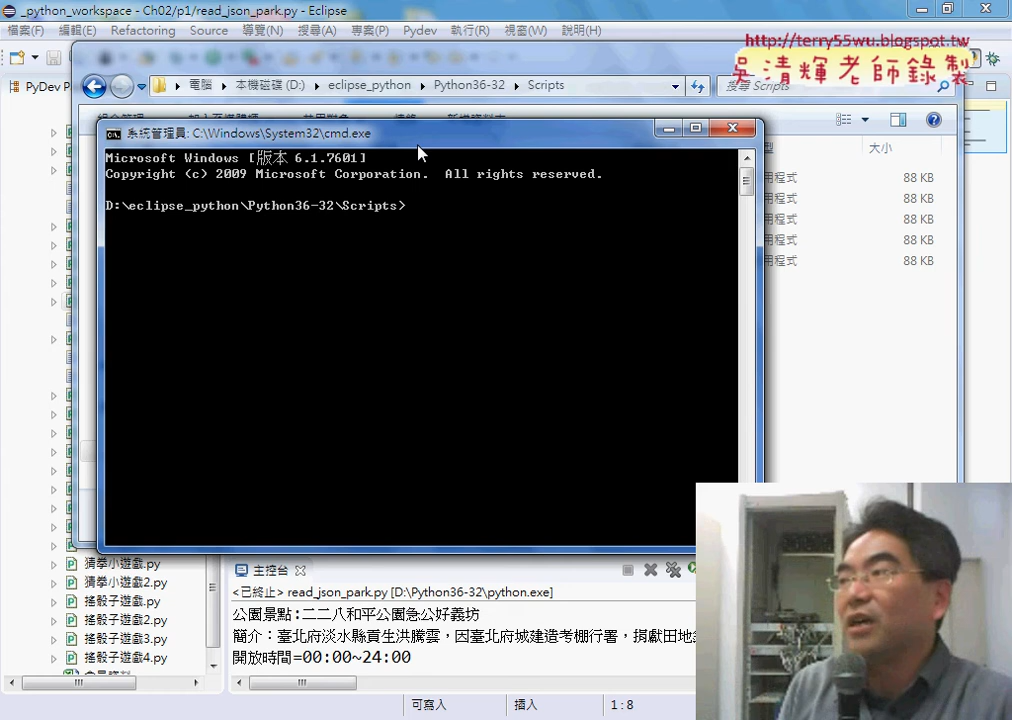 _python_workspace - Ch02/p1/read_json_park.py - Eclipse
檔案(F) 編輯(E) Refactoring Source 導覽(N) 搜尋(A) 專案(P) Pydev 執行(R) 視窗(W) 說明(H)
http://terry55wu.blogspot.tw
吳清輝老師錄製
PyDev P
電腦 本機磁碟 (D:) eclipse_python Python36-32 Scripts
搜尋 Scripts
系統管理員: C:\Windows\System32\cmd.exe
型 大小
Microsoft Windows [版本 6.1.7601]
Copyright (c) 2009 Microsoft Corporation. All rights reserved.
D:\eclipse_python\Python36-32\Scripts>
用程式 88 KB
用程式 88 KB
用程式 88 KB
用程式 88 KB
用程式 88 KB
猜拳小遊戲.py
猜拳小遊戲2.py
搖骰子遊戲.py
搖骰子遊戲2.py
搖骰子遊戲3.py
搖骰子遊戲4.py
主控台
<已終止> read_json_park.py [D:\Python36-32\python.exe]
公園景點:二二八和平公園急公好義坊
簡介：臺北府淡水縣貢生洪騰雲，因臺北府城建造考棚行署，捐獻田地
開放時間=00:00~24:00
可寫入 插入 1:8